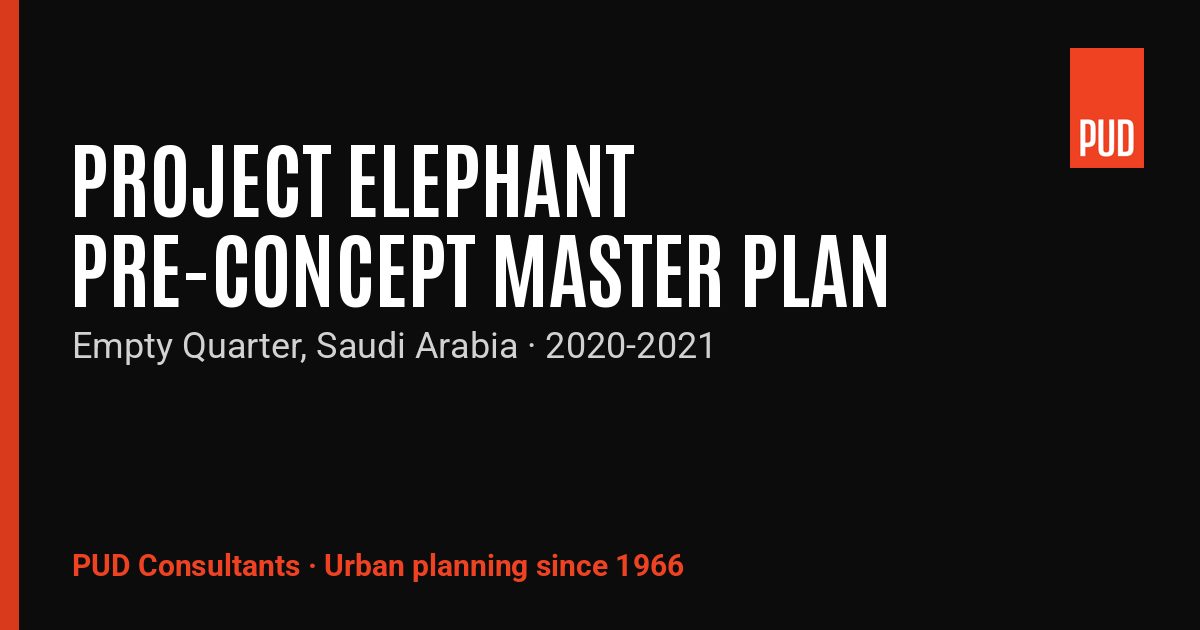 PUD
PROJECT ELEPHANT
PRE-CONCEPT MASTER PLAN
Empty Quarter, Saudi Arabia · 2020-2021
PUD Consultants · Urban planning since 1966